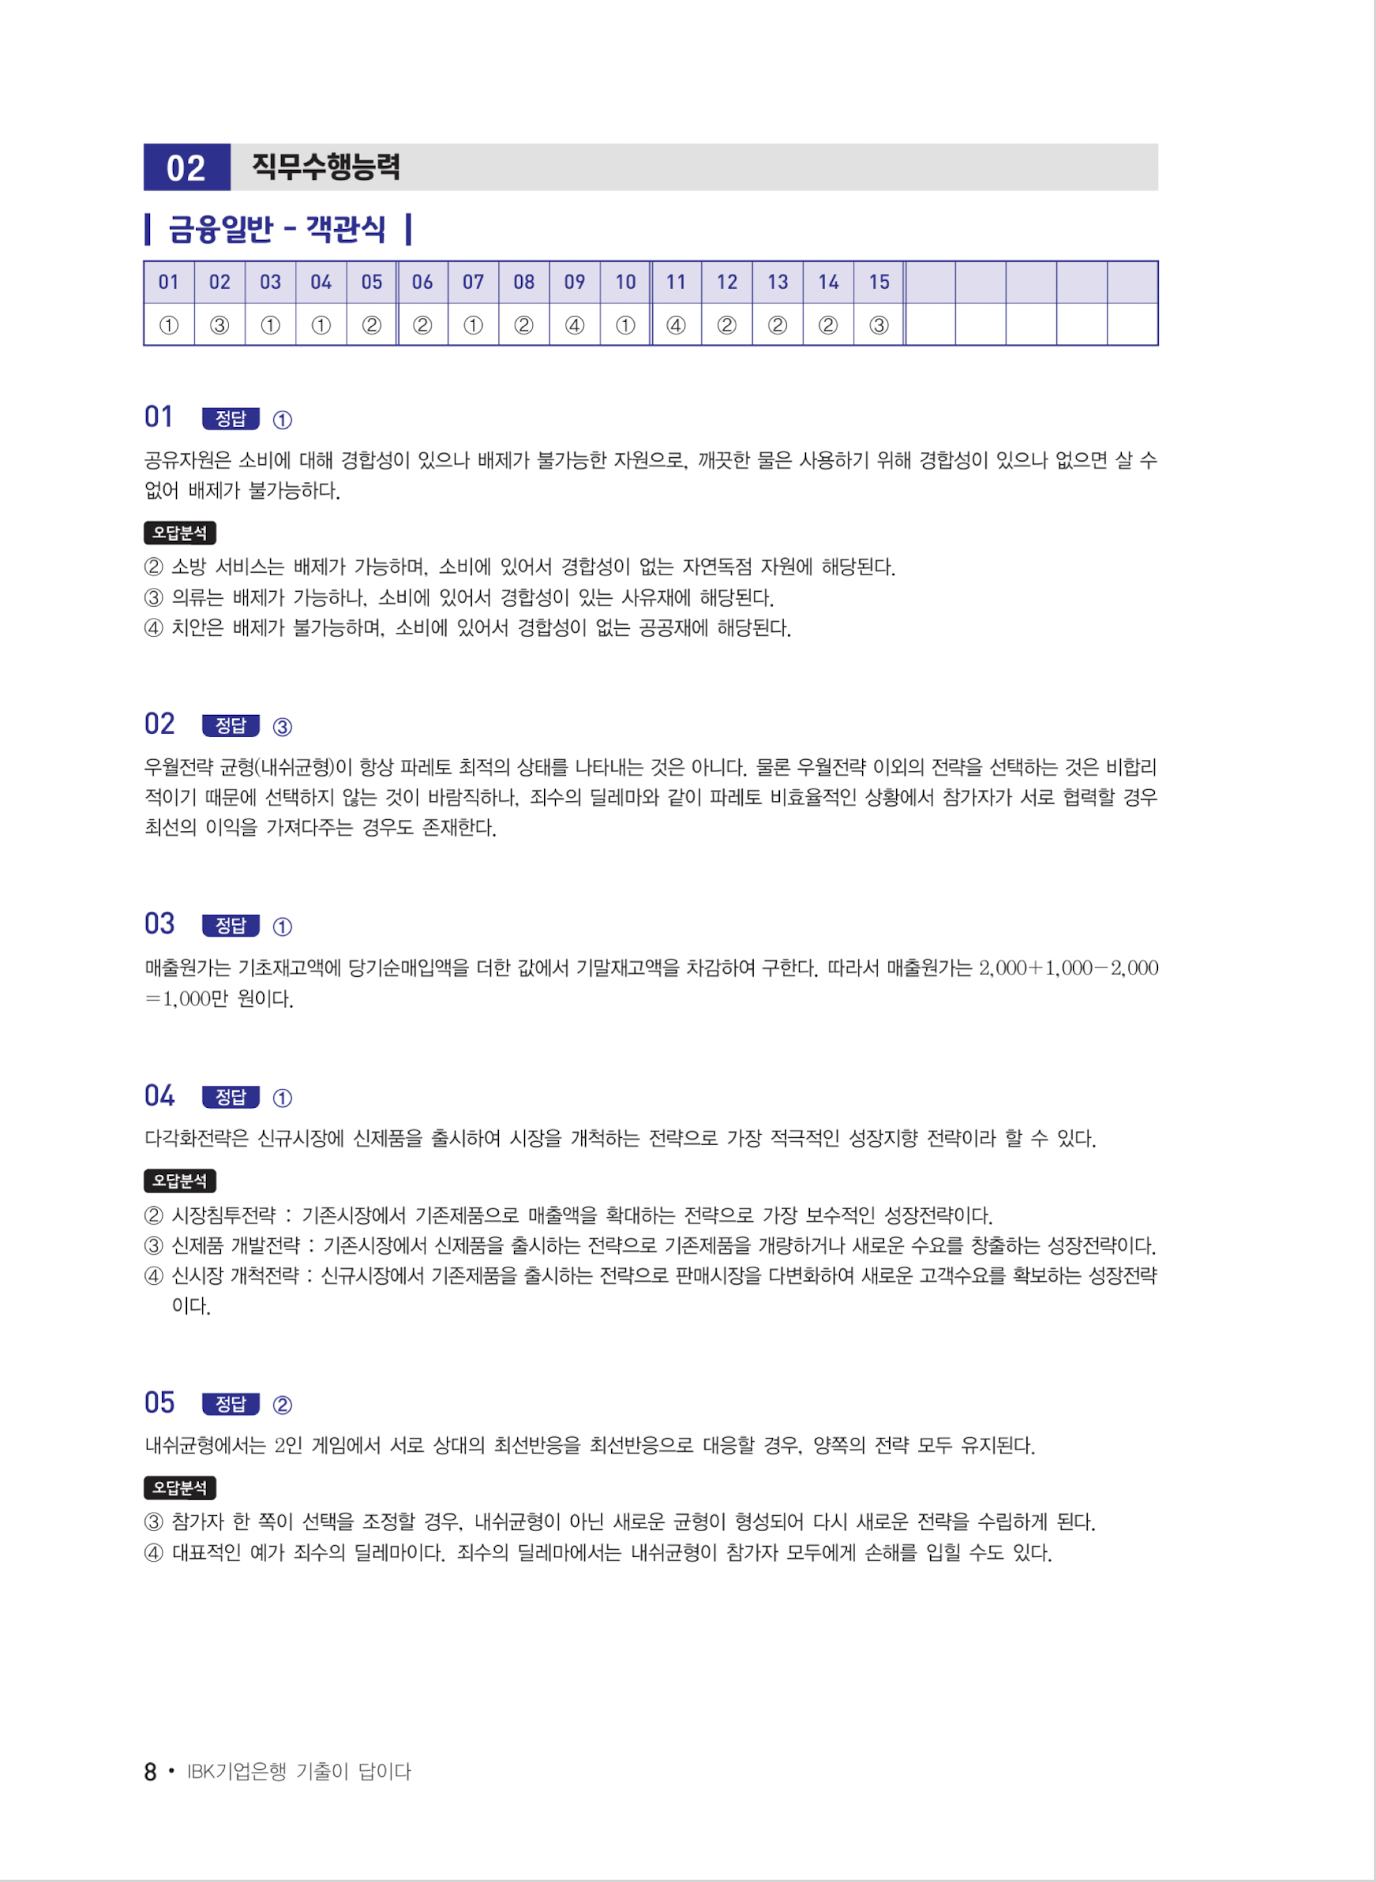 02 직무수행능력
금융일반 - 객관식
01 02 03 04 05 06 07 08 09 10 11 12 13 14 15
① ③ ① ① ② ② ① ② ④ ① ④ ② ② ② ③
01 정답 ①
공유자원은 소비에 대해 경합성이 있으나 배제가 불가능한 자원으로, 깨끗한 물은 사용하기 위해 경합성이 있으나 없으면 살 수
없어 배제가 불가능하다.
오답분석
② 소방 서비스는 배제가 가능하며, 소비에 있어서 경합성이 없는 자연독점 자원에 해당된다.
③ 의류는 배제가 가능하나, 소비에 있어서 경합성이 있는 사유재에 해당된다.
④ 치안은 배제가 불가능하며, 소비에 있어서 경합성이 없는 공공재에 해당된다.
02 정답 ③
우월전략 균형(내쉬균형)이 항상 파레토 최적의 상태를 나타내는 것은 아니다. 물론 우월전략 이외의 전략을 선택하는 것은 비합리
적이기 때문에 선택하지 않는 것이 바람직하나, 죄수의 딜레마와 같이 파레토 비효율적인 상황에서 참가자가 서로 협력할 경우
최선의 이익을 가져다주는 경우도 존재한다.
03 정답 ①
매출원가는 기초재고액에 당기순매입액을 더한 값에서 기말재고액을 차감하여 구한다. 따라서 매출원가는 2,000+1,000-2,000
=1,000만 원이다.
04 정답 ①
다각화전략은 신규시장에 신제품을 출시하여 시장을 개척하는 전략으로 가장 적극적인 성장지향 전략이라 할 수 있다.
오답분석
② 시장침투전략 : 기존시장에서 기존제품으로 매출액을 확대하는 전략으로 가장 보수적인 성장전략이다.
③ 신제품 개발전략 : 기존시장에서 신제품을 출시하는 전략으로 기존제품을 개량하거나 새로운 수요를 창출하는 성장전략이다.
④ 신시장 개척전략 : 신규시장에서 기존제품을 출시하는 전략으로 판매시장을 다변화하여 새로운 고객수요를 확보하는 성장전략
이다.
05 정답 ②
내쉬균형에서는 2인 게임에서 서로 상대의 최선반응을 최선반응으로 대응할 경우, 양쪽의 전략 모두 유지된다.
오답분석
③ 참가자 한 쪽이 선택을 조정할 경우, 내쉬균형이 아닌 새로운 균형이 형성되어 다시 새로운 전략을 수립하게 된다.
④ 대표적인 예가 죄수의 딜레마이다. 죄수의 딜레마에서는 내쉬균형이 참가자 모두에게 손해를 입힐 수도 있다.
8 • IBK기업은행 기출이 답이다